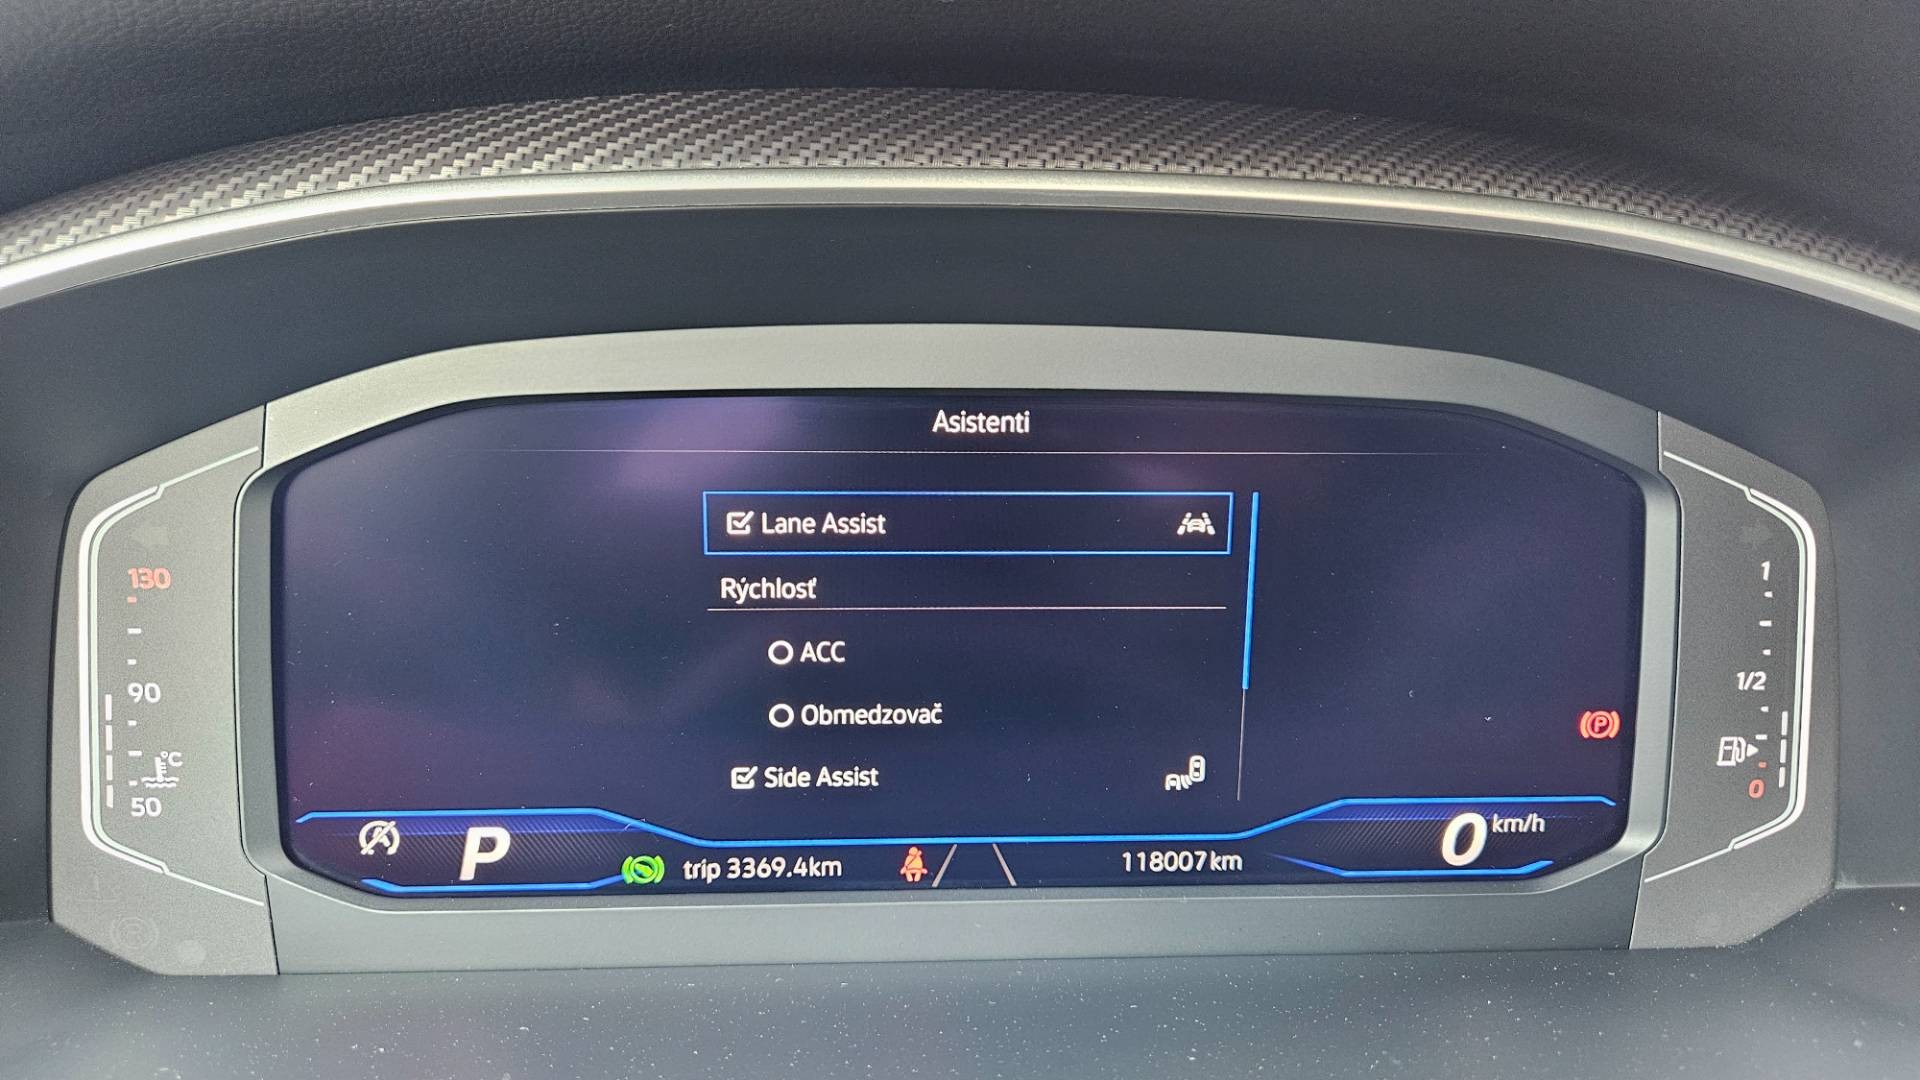 Asistenti
Lane Assist
Rýchlosť
ACC
Obmedzovač
Side Assist
130
90
50
°C
1
1/2
0
P
P
trip 3369.4km
118007km
0 km/h